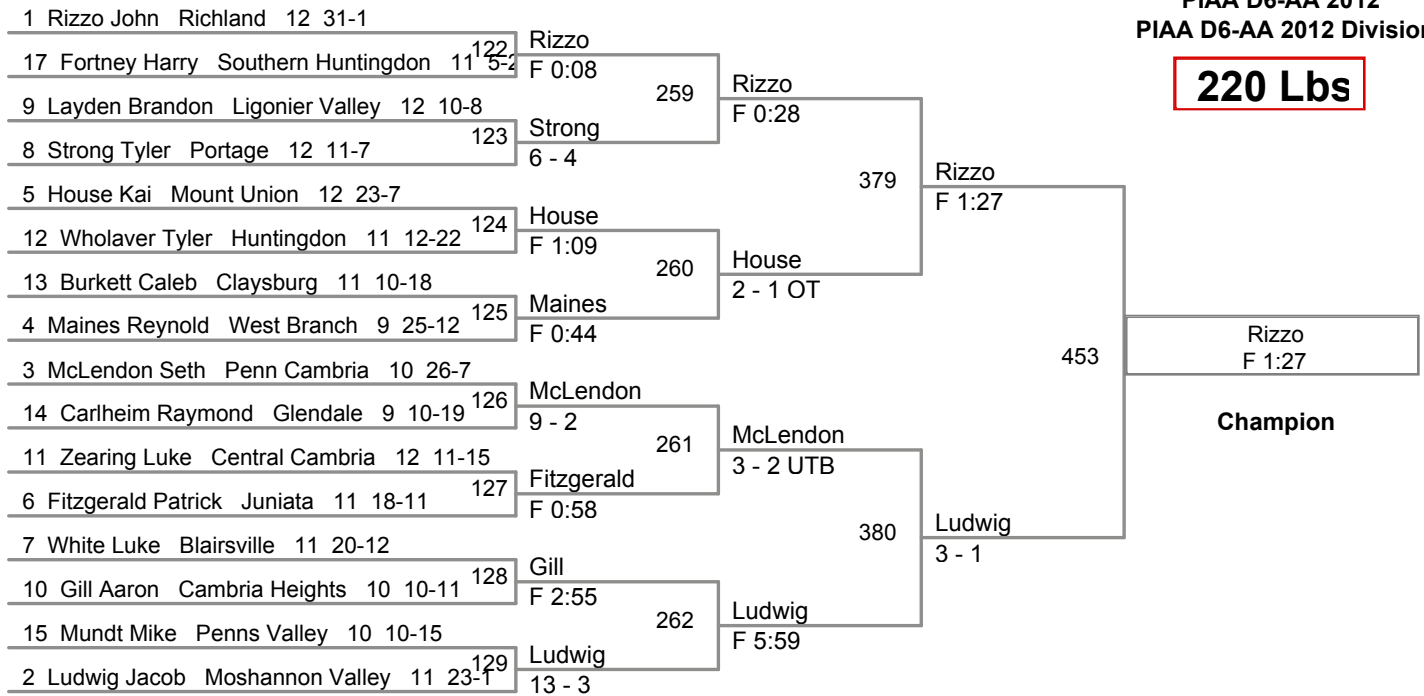 PIAA D6-AA 2012
PIAA D6-AA 2012 Division
220 Lbs
1 Rizzo John Richland 12 31-1
17 Fortney Harry Southern Huntingdon 11 5-2
9 Layden Brandon Ligonier Valley 12 10-8
8 Strong Tyler Portage 12 11-7
5 House Kai Mount Union 12 23-7
12 Wholaver Tyler Huntingdon 11 12-22
13 Burkett Caleb Claysburg 11 10-18
4 Maines Reynold West Branch 9 25-12
3 McLendon Seth Penn Cambria 10 26-7
14 Carlheim Raymond Glendale 9 10-19
11 Zearing Luke Central Cambria 12 11-15
6 Fitzgerald Patrick Juniata 11 18-11
7 White Luke Blairsville 11 20-12
10 Gill Aaron Cambria Heights 10 10-11
15 Mundt Mike Penns Valley 10 10-15
2 Ludwig Jacob Moshannon Valley 11 23-1
122
Rizzo
F 0:08
123
Strong
6 - 4
124
House
F 1:09
125
Maines
F 0:44
126
McLendon
9 - 2
127
Fitzgerald
F 0:58
128
Gill
F 2:55
129
Ludwig
13 - 3
259
Rizzo
F 0:28
260
House
2 - 1 OT
261
McLendon
3 - 2 UTB
262
Ludwig
F 5:59
379
Rizzo
F 1:27
380
Ludwig
3 - 1
453
Rizzo
F 1:27
Champion